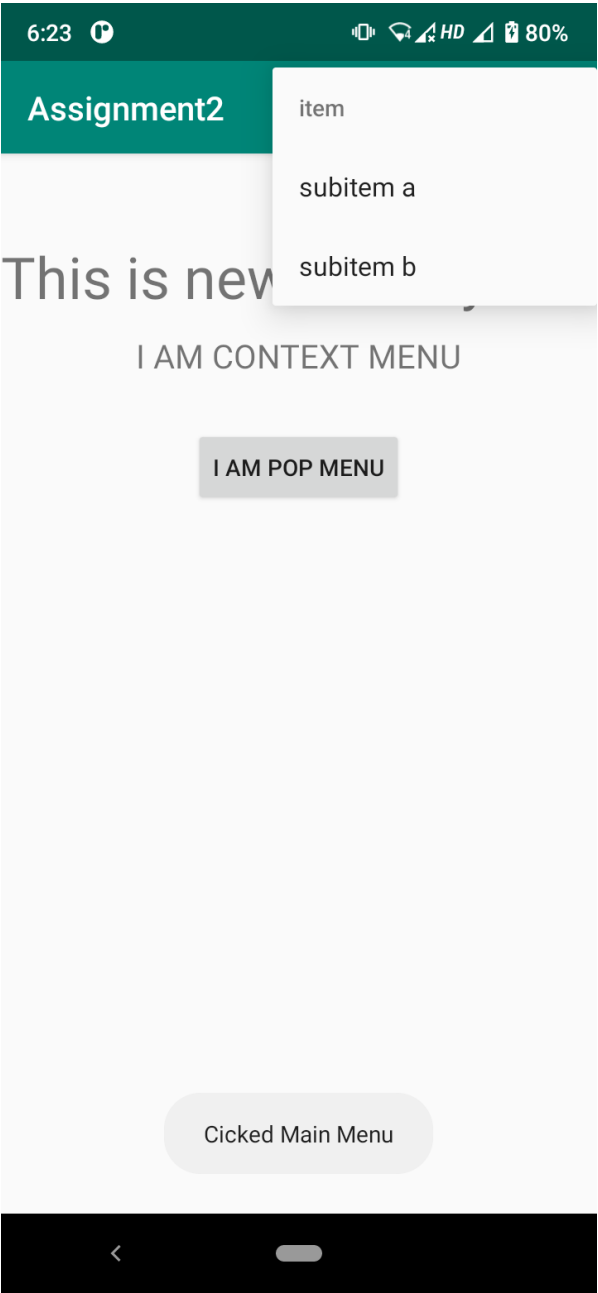 6:23 4 HD 80%
Assignment2
item
subitem a
subitem b
This is new
I AM CONTEXT MENU
I AM POP MENU
Cicked Main Menu